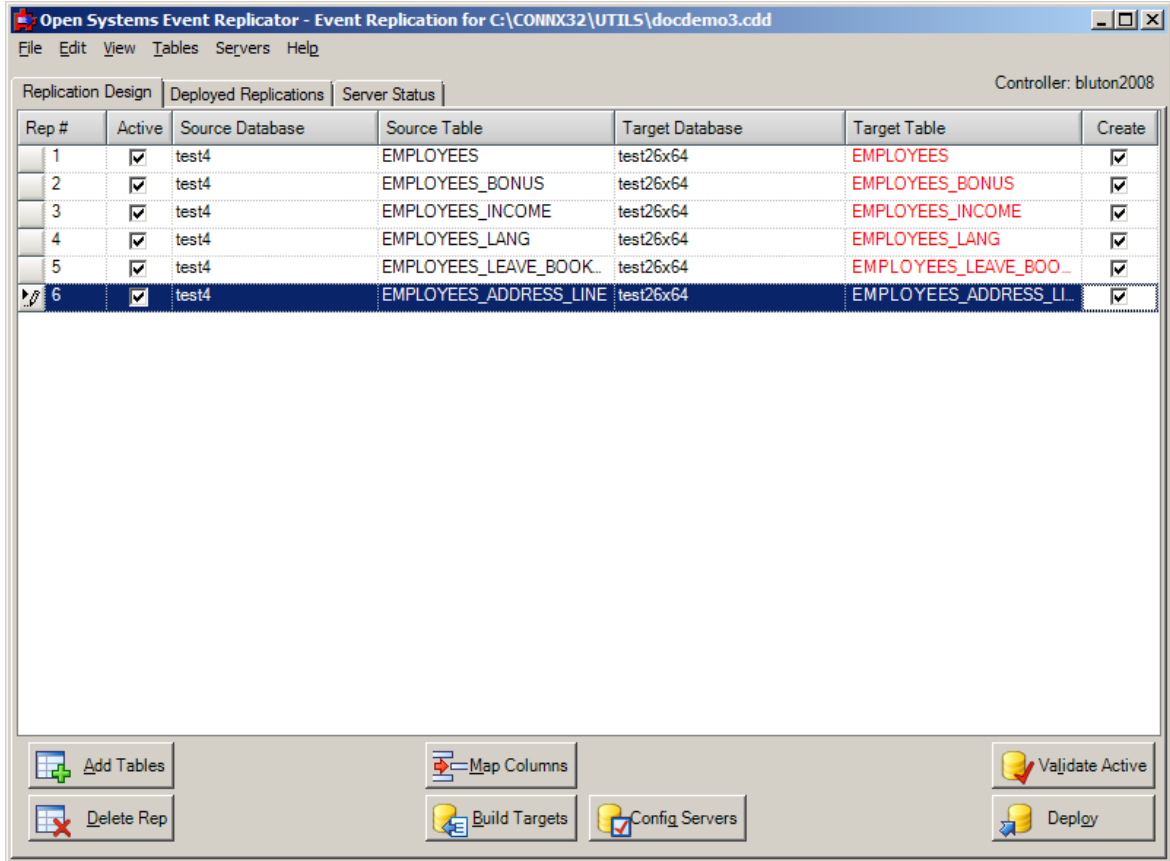 Open Systems Event Replicator - Event Replication for C:\CONNX32\UTILS\docdemo3.cdd
File Edit View Tables Servers Help
Replication Design Deployed Replications Server Status Controller: bluton2008
Rep # Active Source Database Source Table Target Database Target Table Create
1 test4 EMPLOYEES test26x64 EMPLOYEES
2 test4 EMPLOYEES_BONUS test26x64 EMPLOYEES_BONUS
3 test4 EMPLOYEES_INCOME test26x64 EMPLOYEES_INCOME
4 test4 EMPLOYEES_LANG test26x64 EMPLOYEES_LANG
5 test4 EMPLOYEES_LEAVE_BOOK... test26x64 EMPLOYEES_LEAVE_BOO...
6 test4 EMPLOYEES_ADDRESS_LINE test26x64 EMPLOYEES_ADDRESS_LI...
Add Tables Map Columns Validate Active
Delete Rep Build Targets Config Servers Deploy